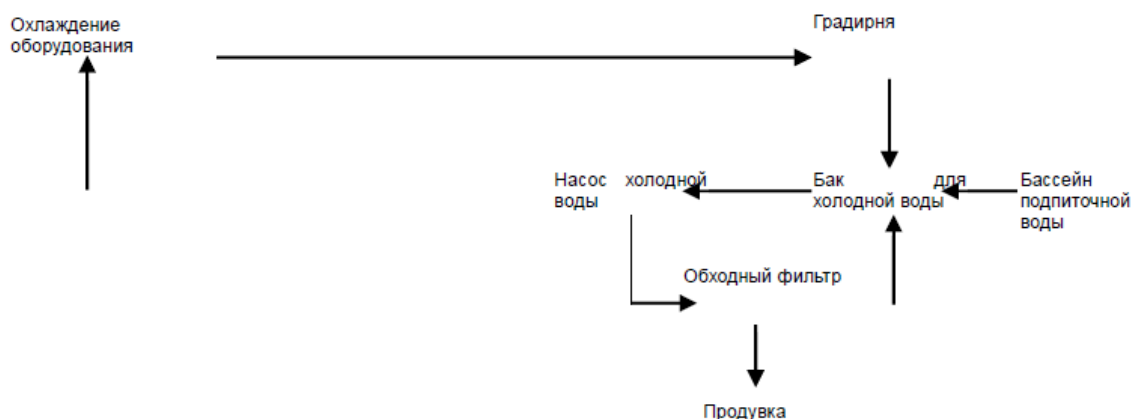 Охлаждение
оборудования
Градирня
Насос холодной
воды
Бак для
холодной воды
Бассейн
подпиточной
воды
Обходный фильтр
Продувка